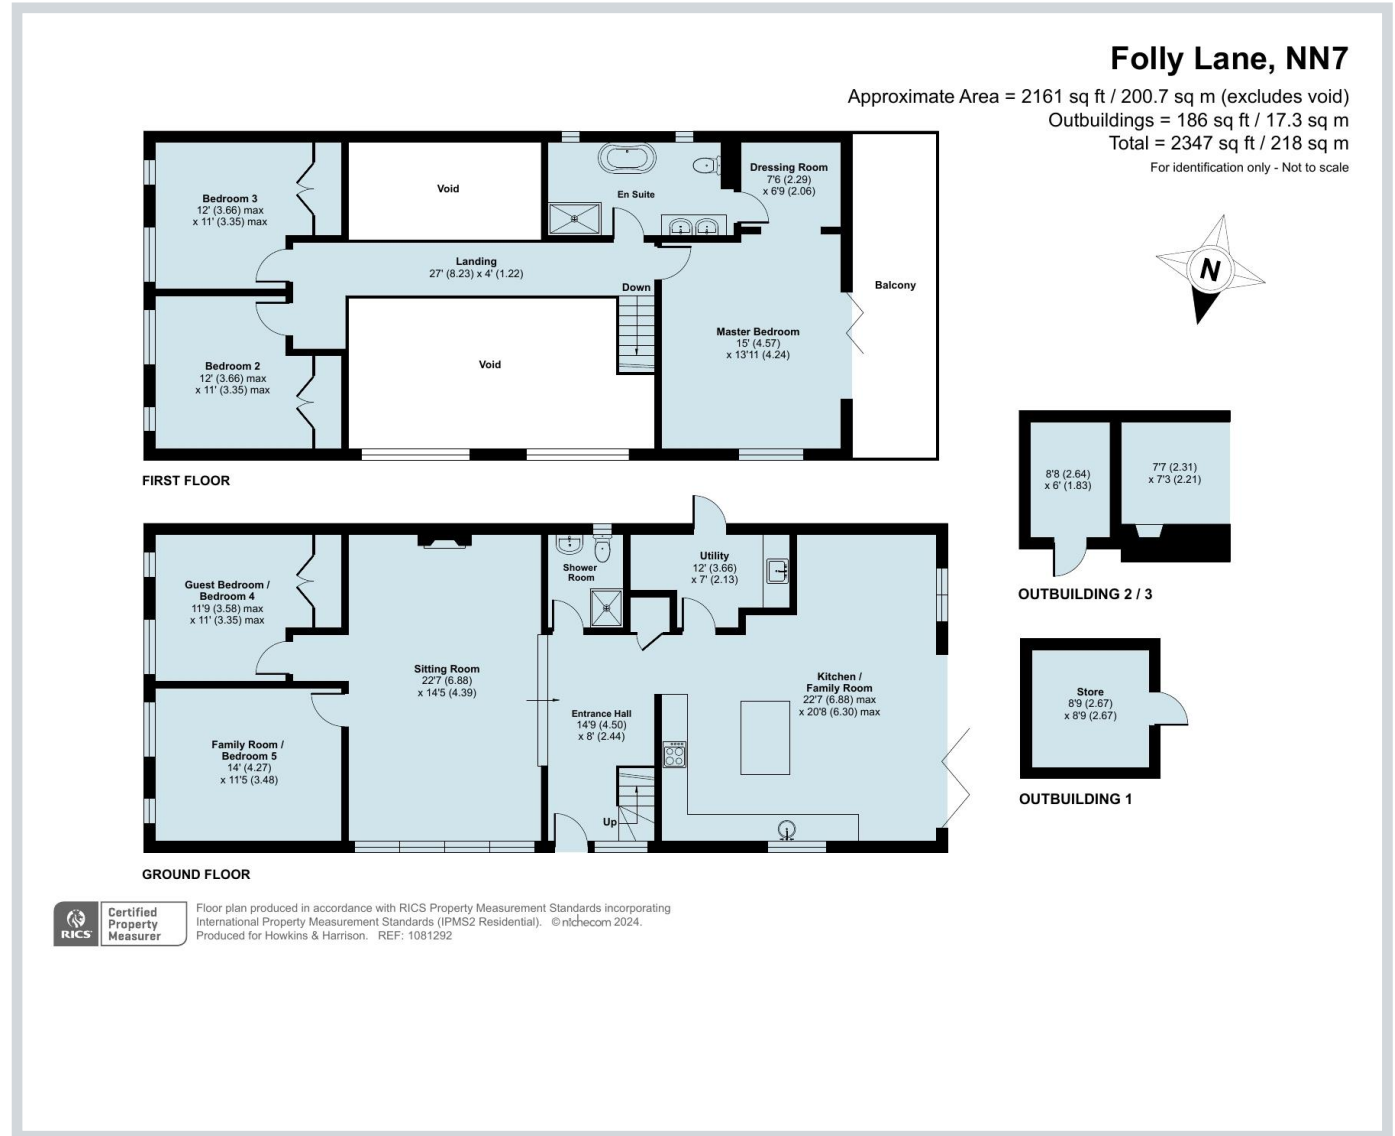 Folly Lane, NN7
Approximate Area = 2161 sq ft / 200.7 sq m (excludes void)
Outbuildings = 186 sq ft / 17.3 sq m
Total = 2347 sq ft / 218 sq m
For identification only - Not to scale
N
Bedroom 3
12' (3.66) max
x 11' (3.35) max
Void
En Suite
Dressing Room
7'6 (2.29)
x 6'9 (2.06)
Landing
27' (8.23) x 4' (1.22)
Down
Balcony
Bedroom 2
12' (3.66) max
x 11' (3.35) max
Void
Master Bedroom
15' (4.57)
x 13'11 (4.24)
FIRST FLOOR
8'8 (2.64)
x 6' (1.83)
7'7 (2.31)
x 7'3 (2.21)
OUTBUILDING 2 / 3
Guest Bedroom /
Bedroom 4
11'9 (3.58) max
x 11' (3.35) max
Sitting Room
22'7 (6.88)
x 14'5 (4.39)
Shower
Room
Utility
12' (3.66)
x 7' (2.13)
Kitchen /
Family Room
22'7 (6.88) max
x 20'8 (6.30) max
Entrance Hall
14'9 (4.50)
x 8' (2.44)
Family Room /
Bedroom 5
14' (4.27)
x 11'5 (3.48)
Up
Store
8'9 (2.67)
x 8'9 (2.67)
OUTBUILDING 1
GROUND FLOOR
RICS
Certified
Property
Measurer
Floor plan produced in accordance with RICS Property Measurement Standards incorporating
International Property Measurement Standards (IPMS2 Residential). © nichecom 2024.
Produced for Howkins & Harrison. REF: 1081292